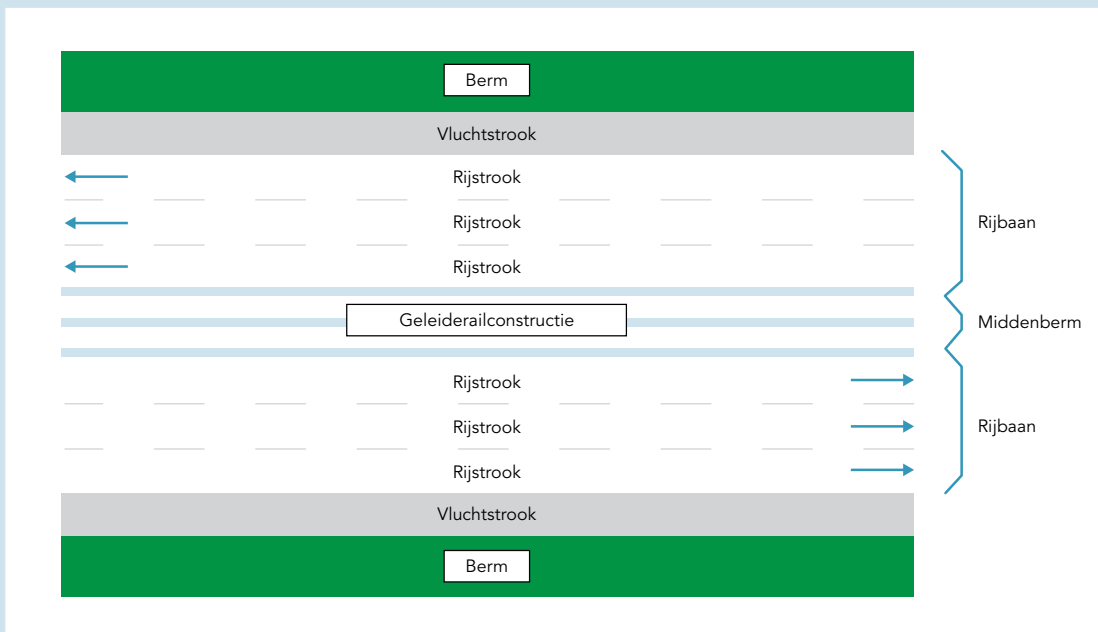 Berm
Vluchtstrook
Rijstrook
Rijstrook
Rijstrook
Rijbaan
Geleiderailconstructie
Middenberm
Rijstrook
Rijstrook
Rijstrook
Rijbaan
Vluchtstrook
Berm